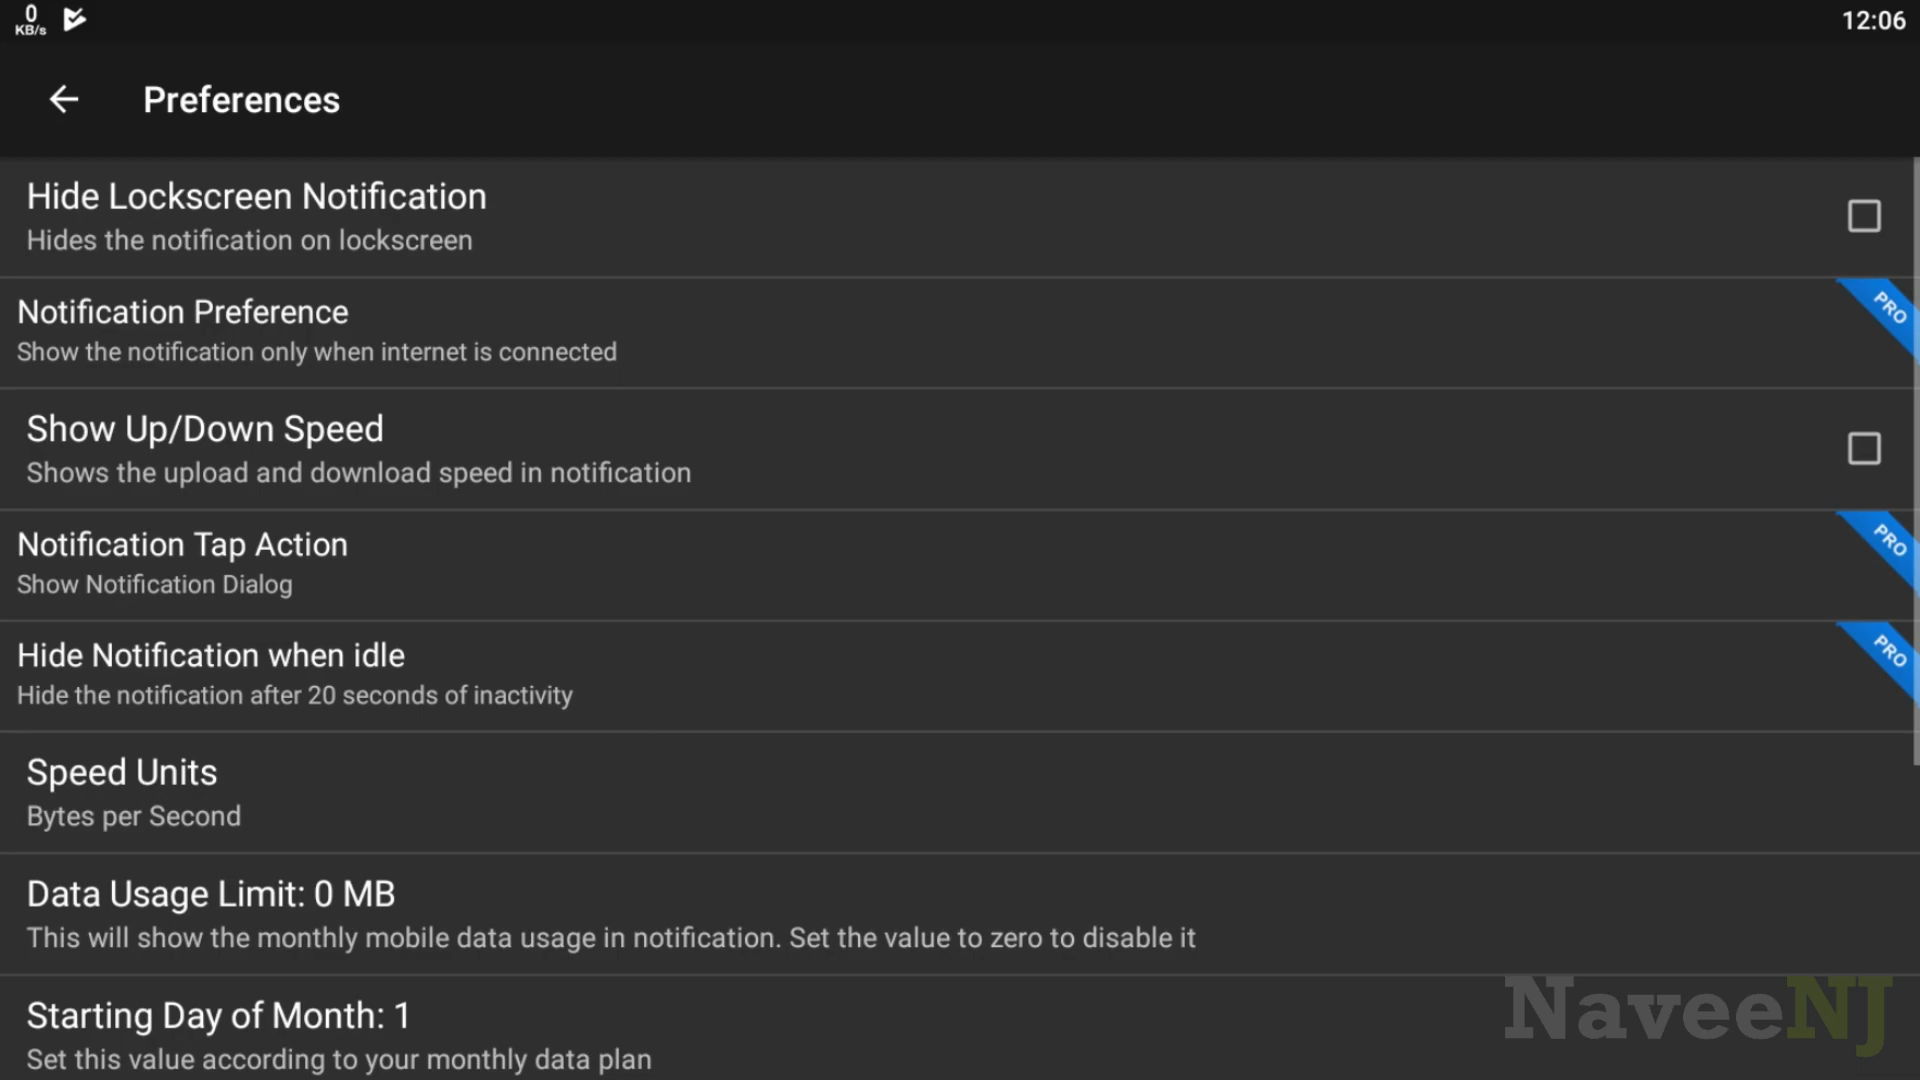 0
KB/s
12:06
Preferences
Hide Lockscreen Notification
Hides the notification on lockscreen
Notification Preference
Show the notification only when internet is connected
PRO
Show Up/Down Speed
Shows the upload and download speed in notification
Notification Tap Action
Show Notification Dialog
PRO
Hide Notification when idle
Hide the notification after 20 seconds of inactivity
PRO
Speed Units
Bytes per Second
Data Usage Limit: 0 MB
This will show the monthly mobile data usage in notification. Set the value to zero to disable it
Starting Day of Month: 1
Set this value according to your monthly data plan
NaveeNJ